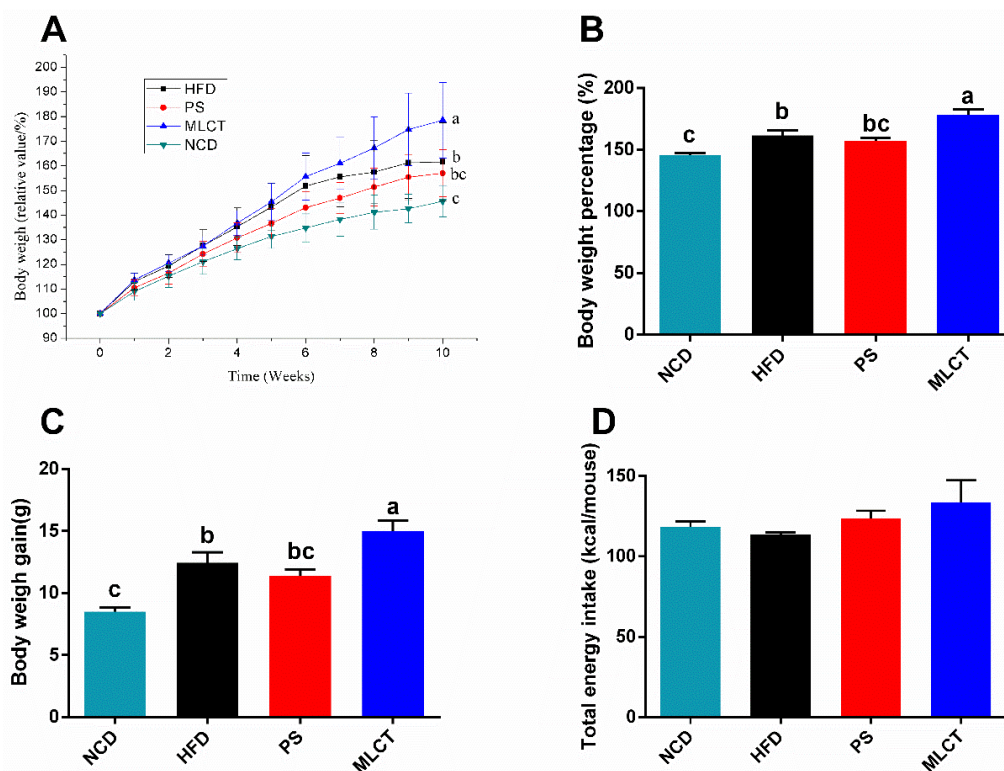 A
Body weigh (relative value/%)
200
190
180
170
160
150
140
130
120
110
100
90
HFD
PS
MLCT
NCD
a
b
bc
c
0
2
4
6
8
10
Time (Weeks)
B
Body weight percentage (%)
200
150
100
50
0
c
b
bc
a
NCD
HFD
PS
MLCT
C
Body weigh gain(g)
20
15
10
5
0
c
b
bc
a
NCD
HFD
PS
MLCT
D
Total energy intake (kcal/mouse)
150
100
50
0
NCD
HFD
PS
MLCT